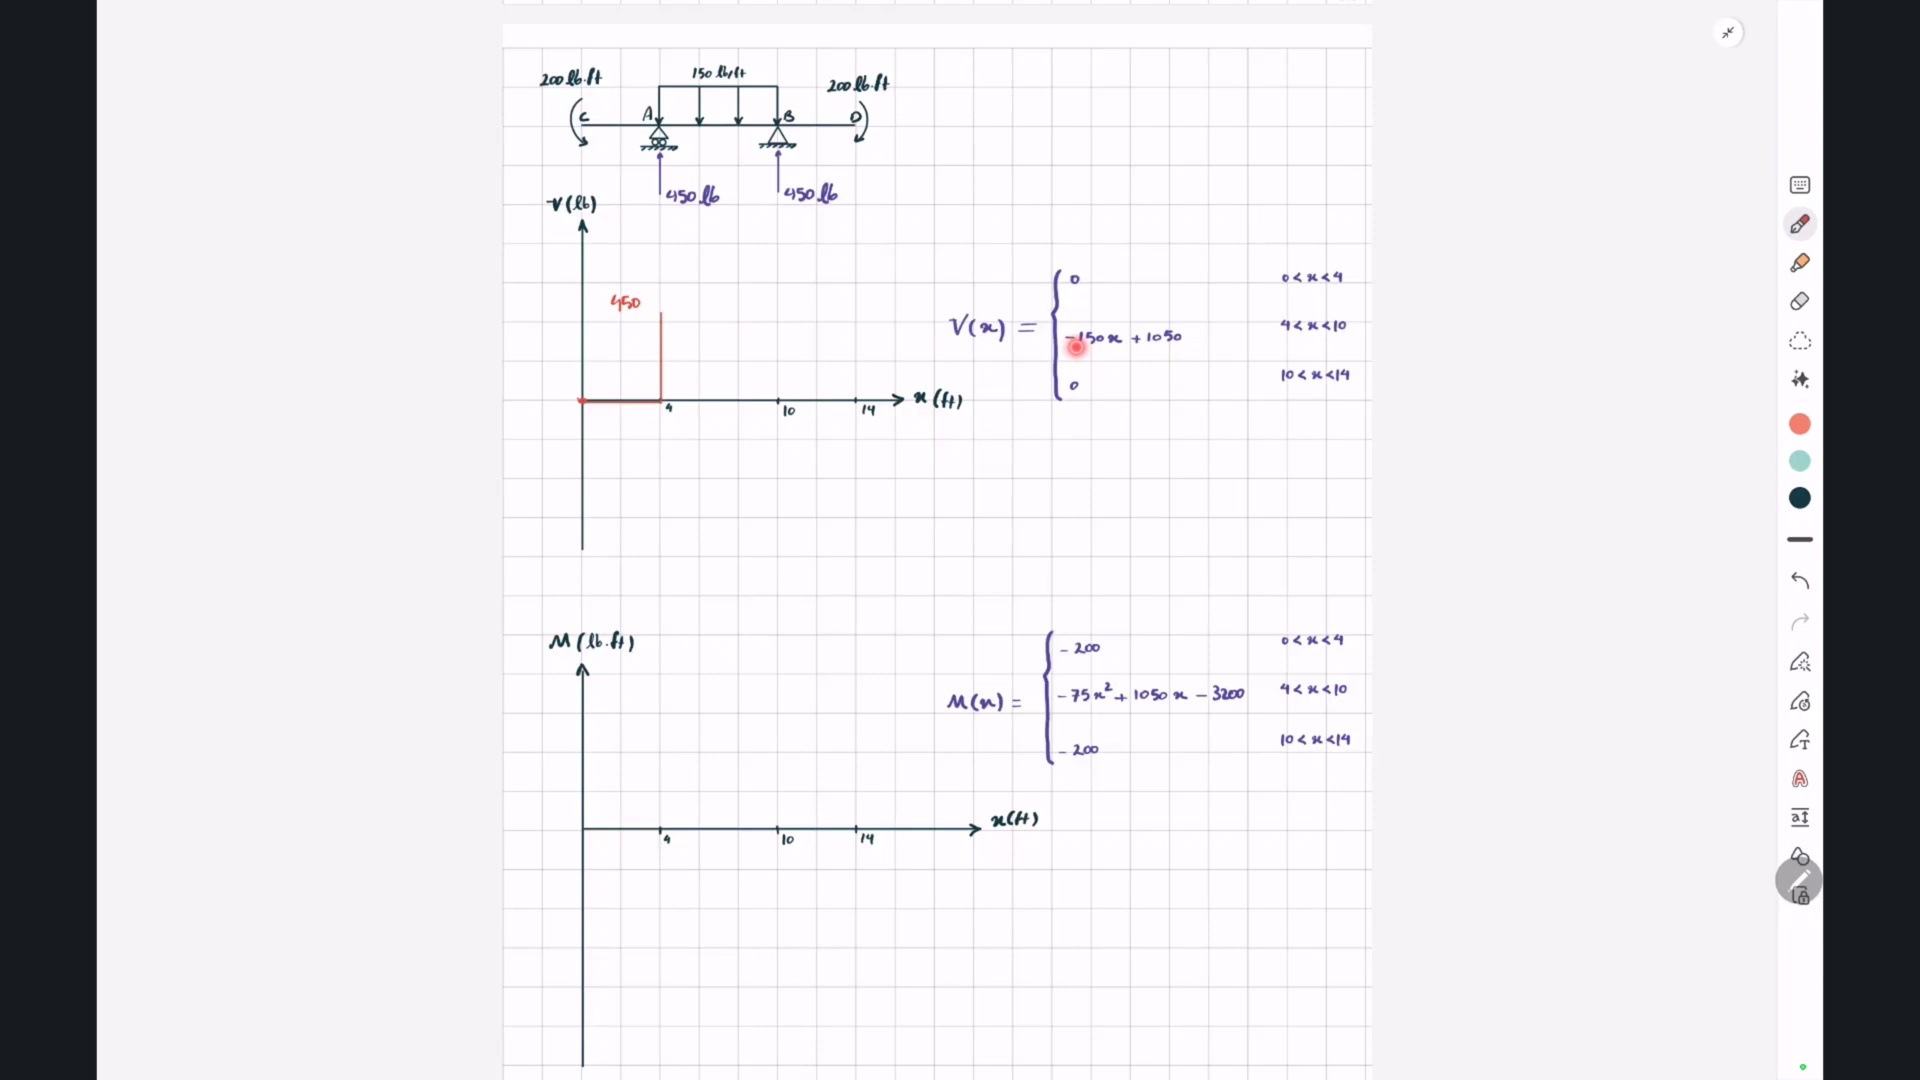 200 lb.ft
150 lb/ft
200 lb.ft
C
A
B
D
450 lb
450 lb
V (lb)
450
4
10
14
x (ft)
V(x) =
0
0 < x < 4
-150x + 1050
4 < x < 10
0
10 < x < 14
M (lb.ft)
4
10
14
x (ft)
M(x) =
- 200
0 < x < 4
- 75x² + 1050 x - 3200
4 < x < 10
- 200
10 < x < 14